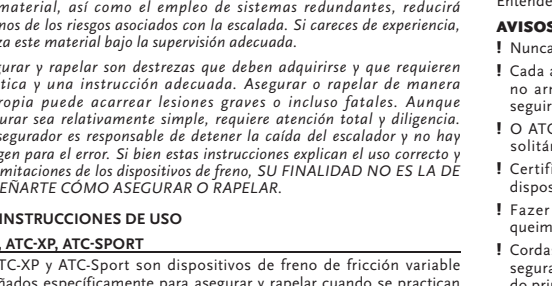 material, así como el empleo de sistemas redundantes, reducirá
nos de los riesgos asociados con la escalada. Si careces de experiencia,
za este material bajo la supervisión adecuada.
gurar y rapelar son destrezas que deben adquirirse y que requieren
tica y una instrucción adecuada. Asegurar o rapelar de manera
ropia puede acarrear lesiones graves o incluso fatales. Aunque
urar sea relativamente simple, requiere atención total y diligencia.
segurador es responsable de detener la caída del escalador y no hay
gen para el error. Si bien estas instrucciones explican el uso correcto y
mitaciones de los dispositivos de freno, SU FINALIDAD NO ES LA DE
EÑARTE CÓMO ASEGURAR O RAPELAR.
INSTRUCCIONES DE USO
, ATC-XP, ATC-SPORT
TC-XP y ATC-Sport son dispositivos de freno de fricción variable
ñados específicamente para asegurar y rapelar cuando se practican
Entende
AVISOS
! Nunca
! Cada a
no arr
seguir
! O ATC
solitár
! Certifi
dispos
! Fazer
queim
! Corda
segura